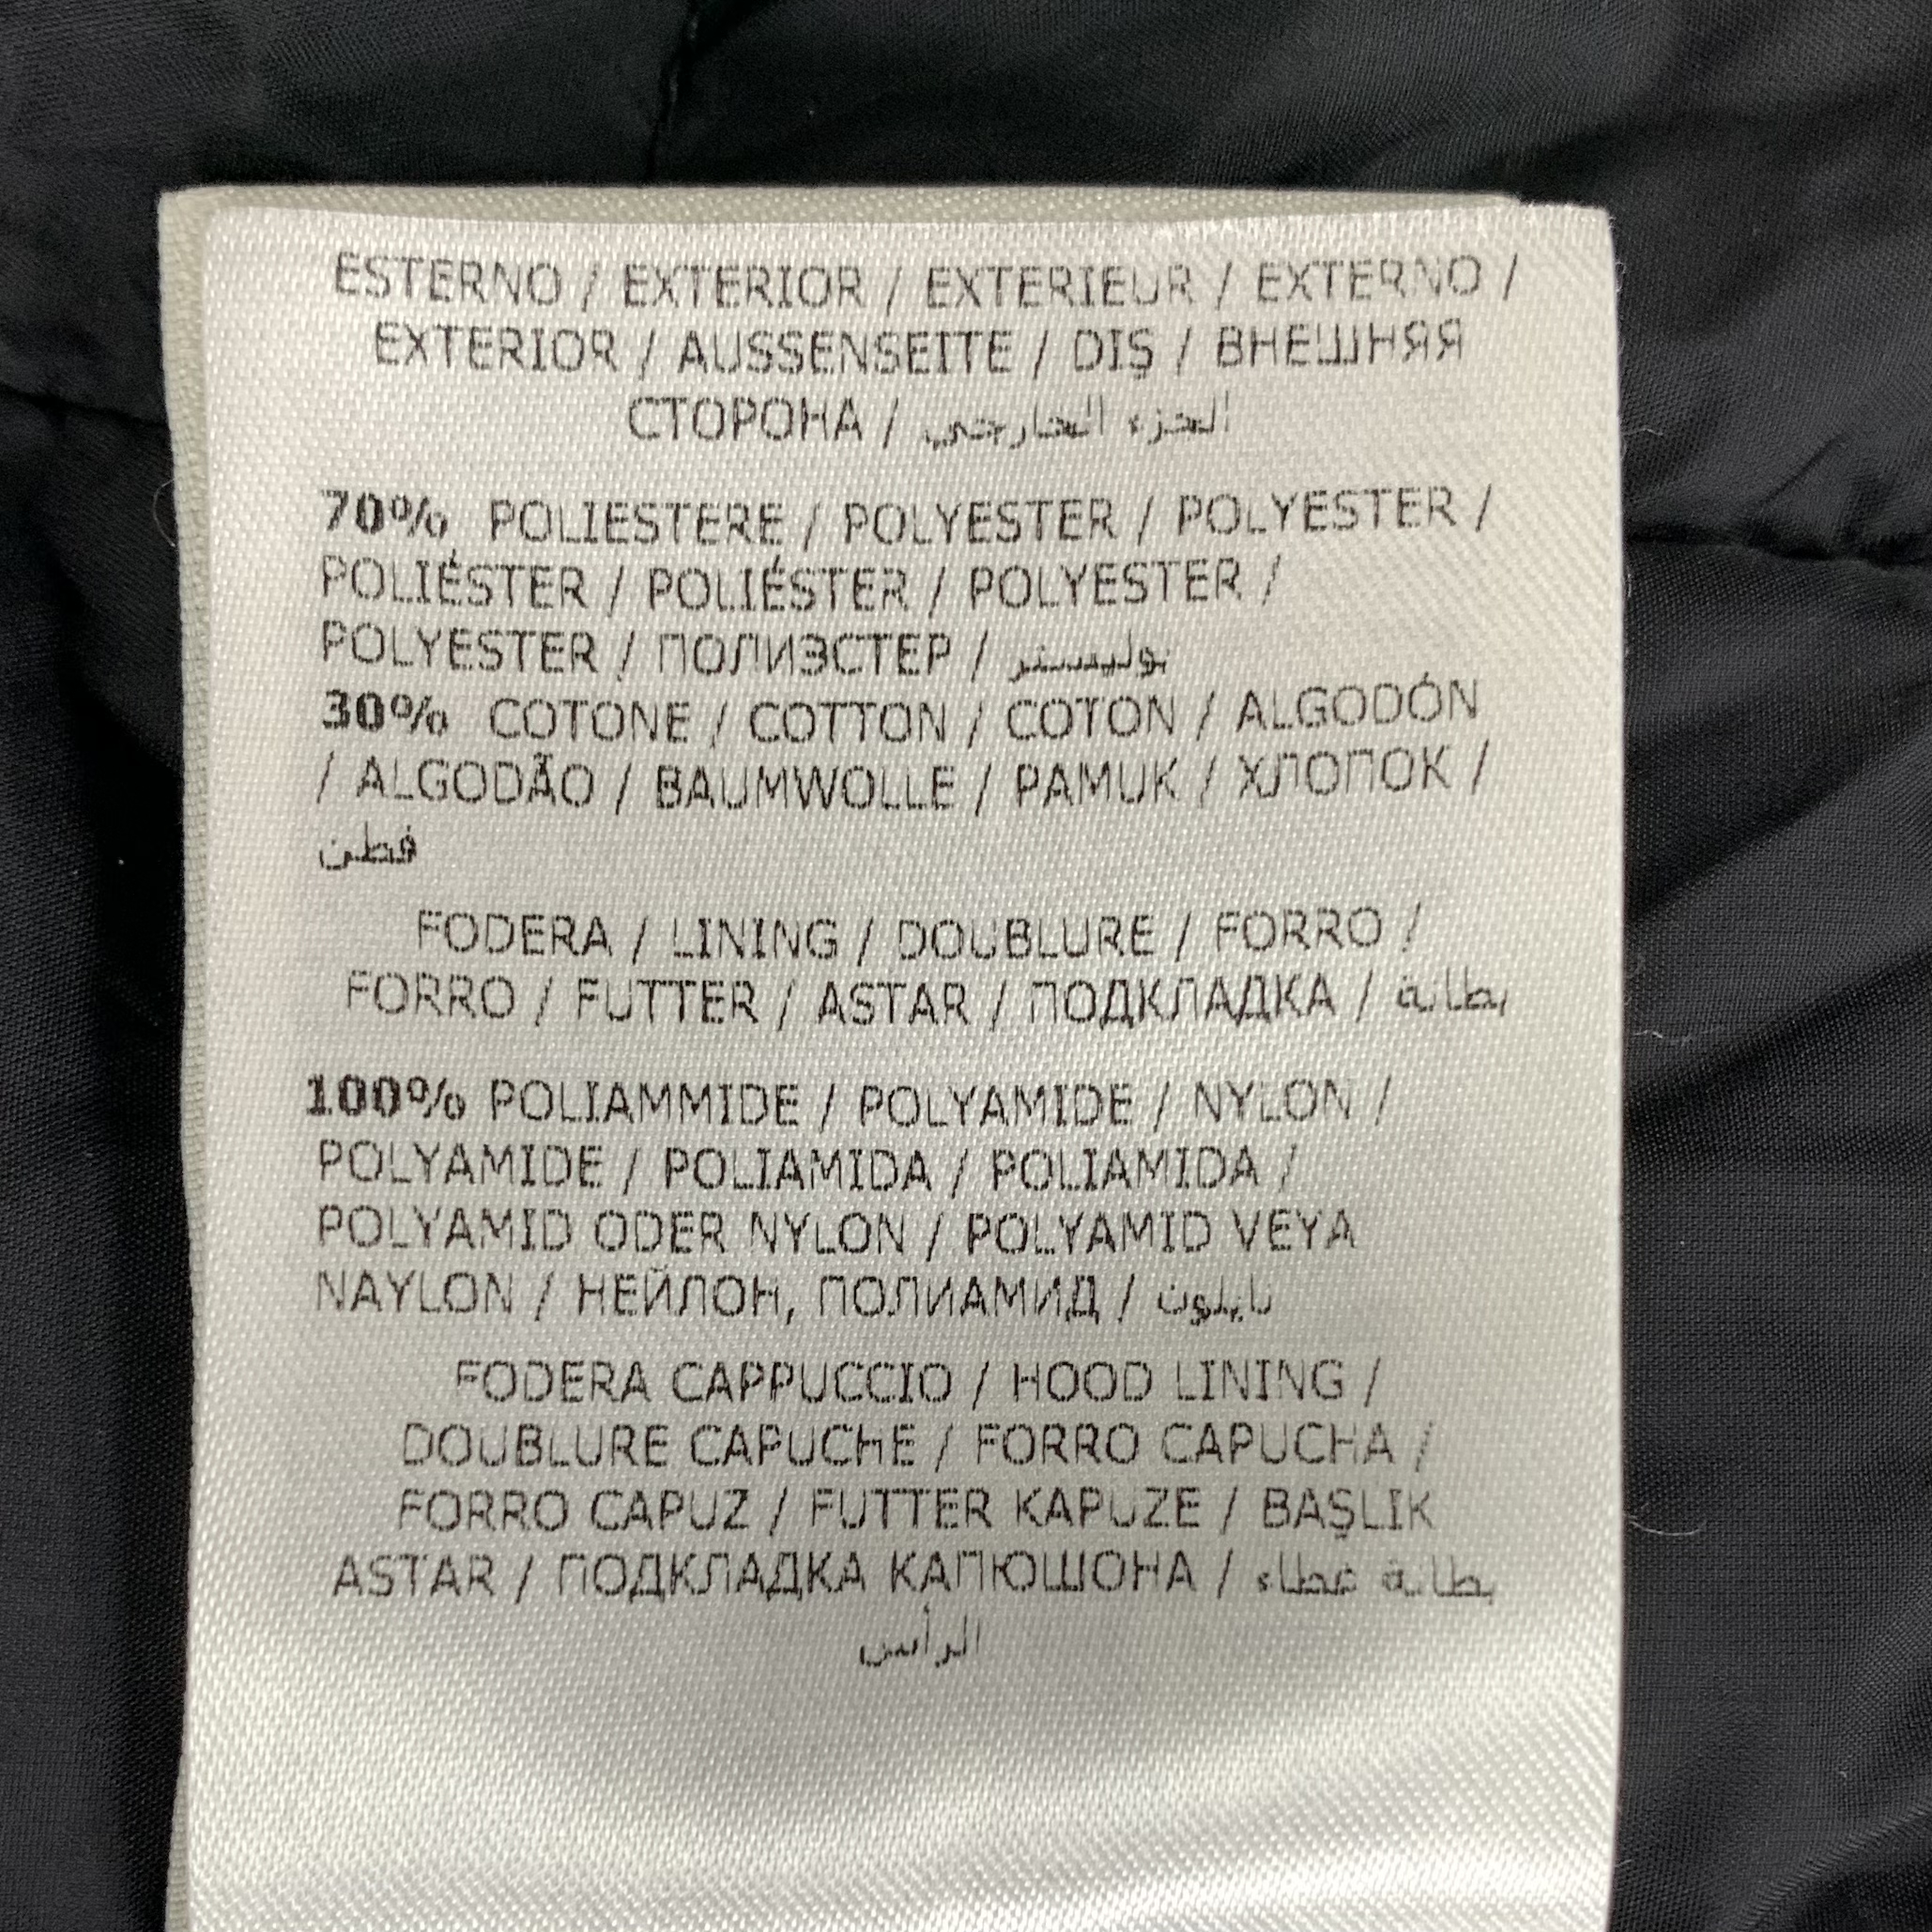 ESTERNO / EXTERIOR / EXTERIEUR / EXTERNO /
EXTERIOR / AUSSENSEITE / DIŞ / ВНЕШНЯЯ
СТОРОНА / الجزء الخارجي
70% POLIESTERE / POLYESTER / POLYESTER /
POLIÉSTER / POLIÉSTER / POLYESTER /
POLYESTER / ПОЛИЭСТЕР / بوليستر
30% COTONE / COTTON / COTON / ALGODÓN
/ ALGODÃO / BAUMWOLLE / PAMUK / ХЛОПОК /
قطن
FODERA / LINING / DOUBLURE / FORRO /
FORRO / FUTTER / ASTAR / ПОДКЛАДКА / بطانة
100% POLIAMMIDE / POLYAMIDE / NYLON /
POLYAMIDE / POLIAMIDA / POLIAMIDA /
POLYAMID ODER NYLON / POLYAMID VEYA
NAYLON / НЕЙЛОН, ПОЛИАМИД / نايلون
FODERA CAPPUCCIO / HOOD LINING /
DOUBLURE CAPUCHE / FORRO CAPUCHA /
FORRO CAPUZ / FUTTER KAPUZE / BAŞLIK
ASTAR / ПОДКЛАДКА КАПЮШОНА / بطانة غطاء
الرأس